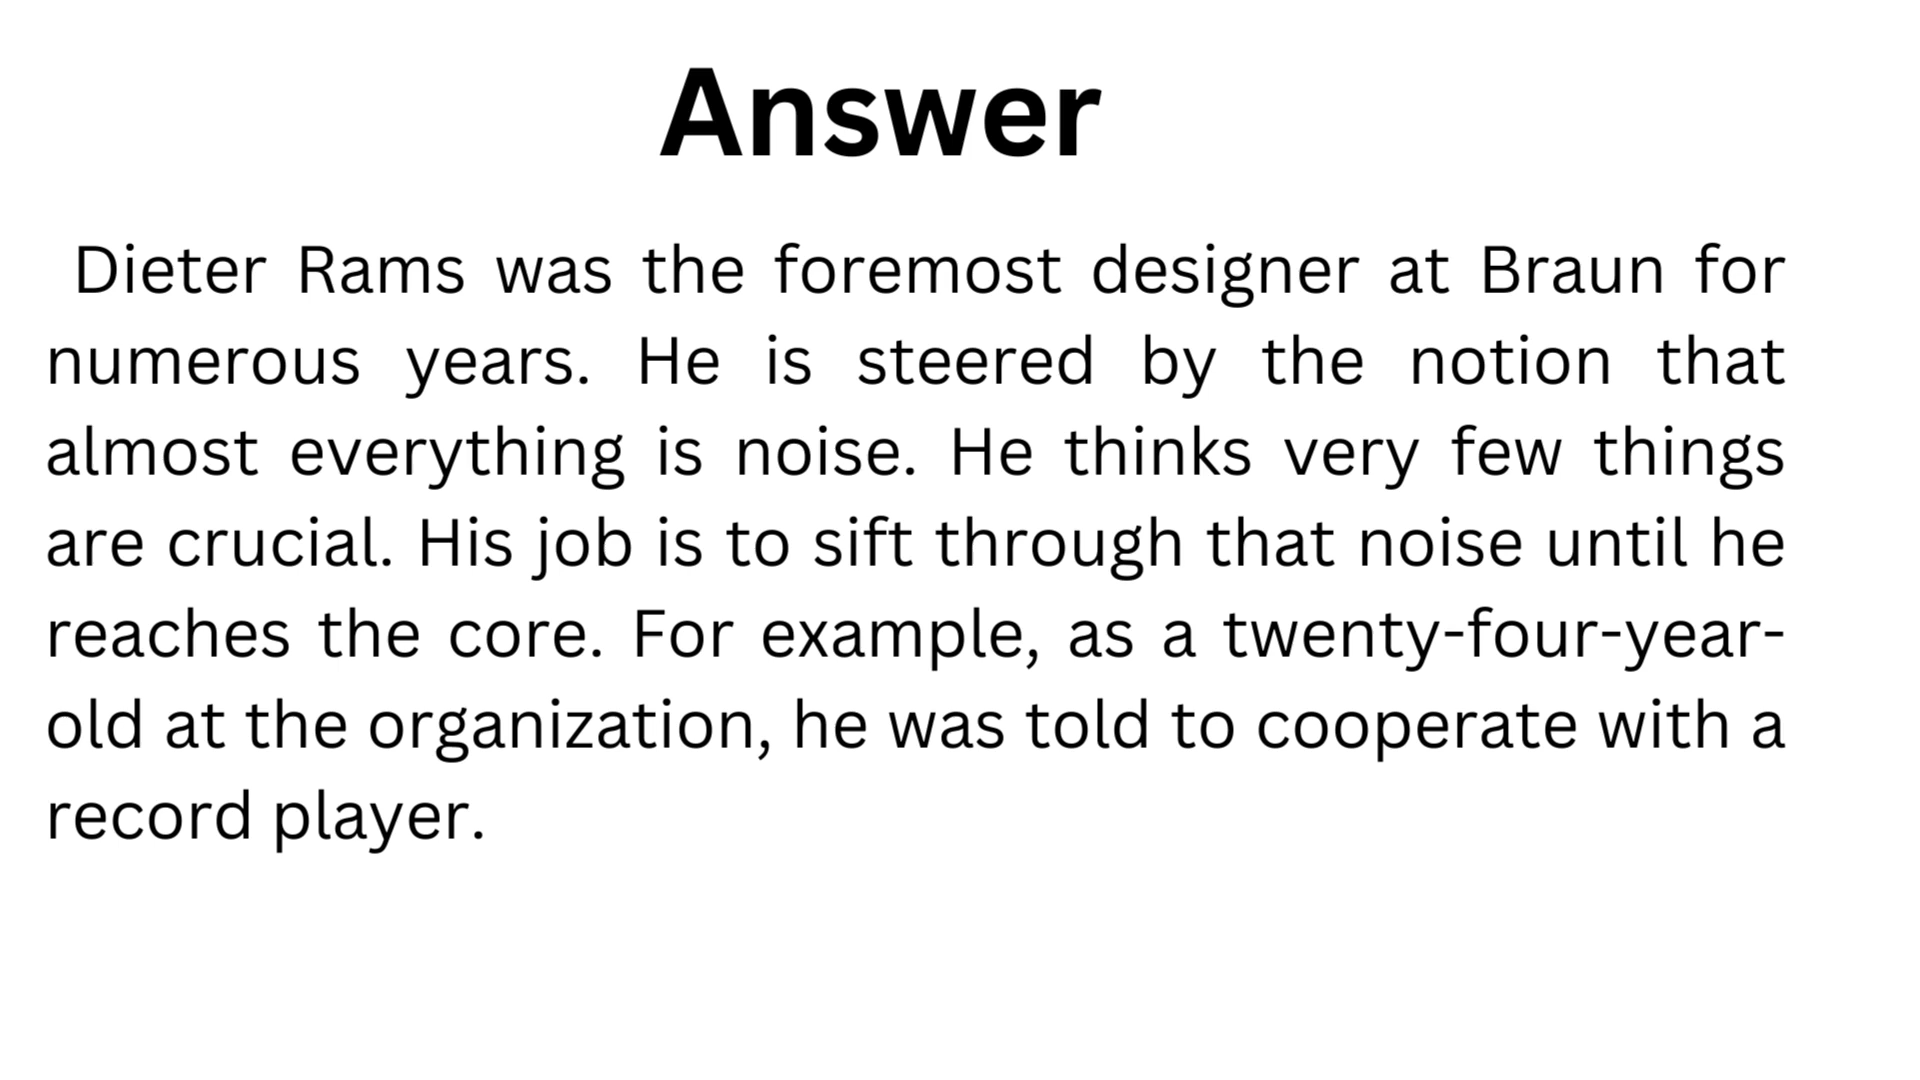 Answer
Dieter Rams was the foremost designer at Braun for
numerous years. He is steered by the notion that
almost everything is noise. He thinks very few things
are crucial. His job is to sift through that noise until he
reaches the core. For example, as a twenty-four-year-
old at the organization, he was told to cooperate with a
record player.